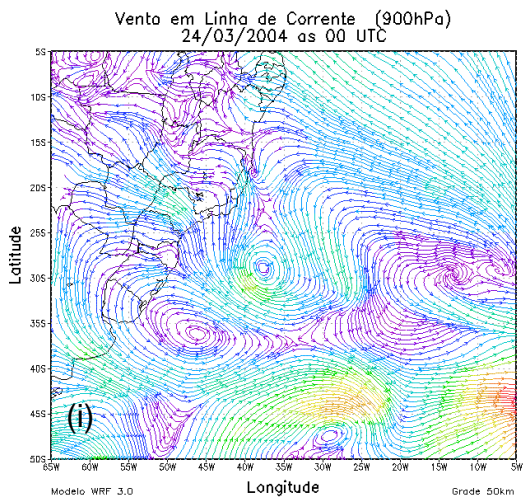 Vento em Linha de Corrente (900hPa)
24/03/2004 as 00 UTC
5S
10S
15S
20S
25S
30S
35S
40S
45S
50S
Latitude
(i)
65W 60W 55W 50W 45W 40W 35W 30W 25W 20W 15W 10W 5W
Longitude
Modelo WRF 3.0
Grade 50km